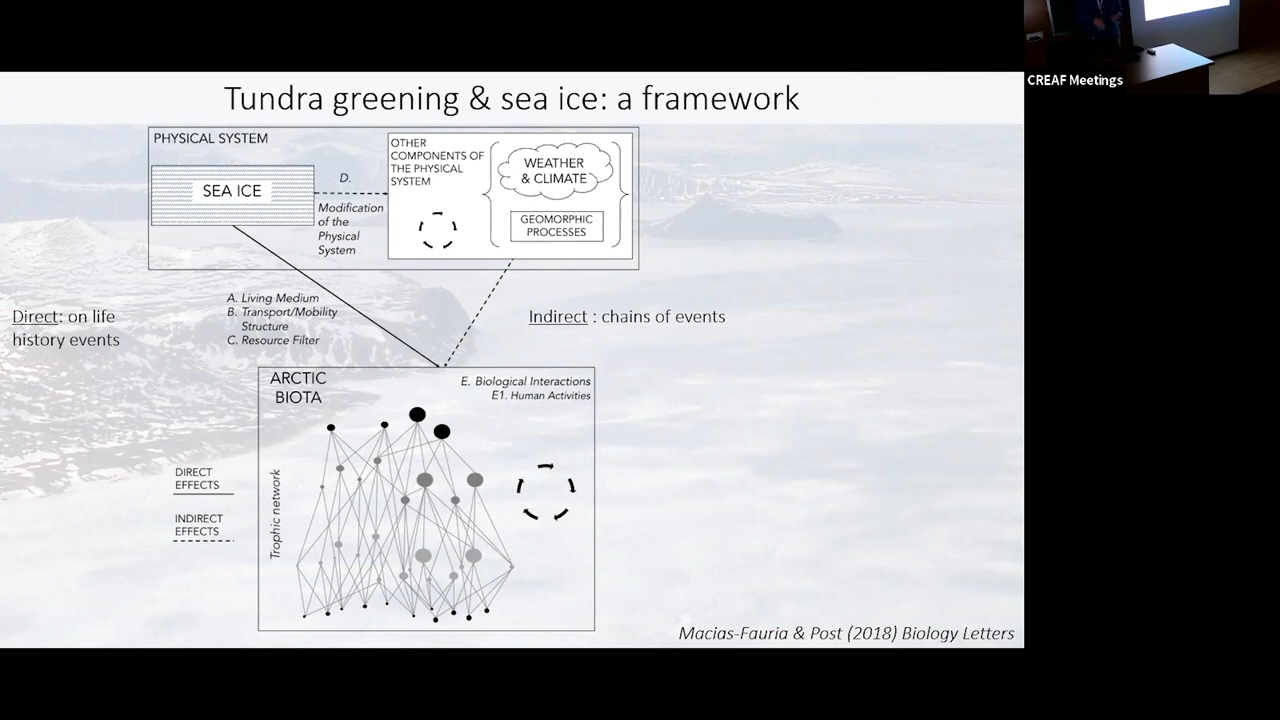 Tundra greening & sea ice: a framework
PHYSICAL SYSTEM
SEA ICE
D.
Modification
of the
Physical
System
OTHER
COMPONENTS OF
THE PHYSICAL
SYSTEM
WEATHER
& CLIMATE
GEOMORPHIC
PROCESSES
A. Living Medium
B. Transport/Mobility
Structure
C. Resource Filter
Direct: on life
history events
Indirect : chains of events
ARCTIC
BIOTA
E. Biological Interactions
E1. Human Activities
Trophic network
DIRECT
EFFECTS
INDIRECT
EFFECTS
Macias-Fauria & Post (2018) Biology Letters
CREAF Meetings